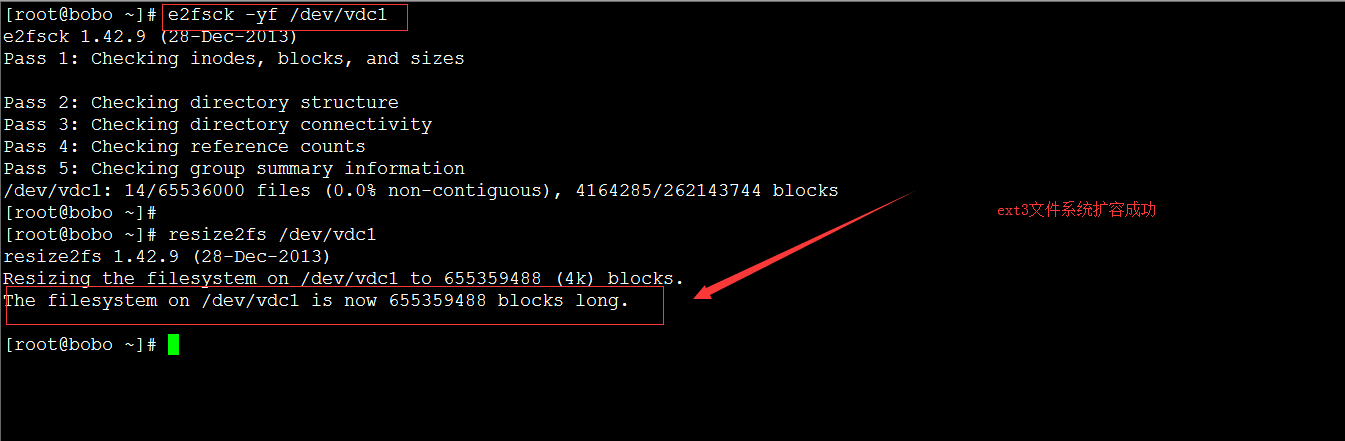 [root@bobo ~]# e2fsck -yf /dev/vdc1
e2fsck 1.42.9 (28-Dec-2013)
Pass 1: Checking inodes, blocks, and sizes
Pass 2: Checking directory structure
Pass 3: Checking directory connectivity
Pass 4: Checking reference counts
Pass 5: Checking group summary information
/dev/vdc1: 14/65536000 files (0.0% non-contiguous), 4164285/262143744 blocks
[root@bobo ~]#
ext3文件系统扩容成功
[root@bobo ~]# resize2fs /dev/vdc1
resize2fs 1.42.9 (28-Dec-2013)
Resizing the filesystem on /dev/vdc1 to 655359488 (4k) blocks.
The filesystem on /dev/vdc1 is now 655359488 blocks long.
[root@bobo ~]#